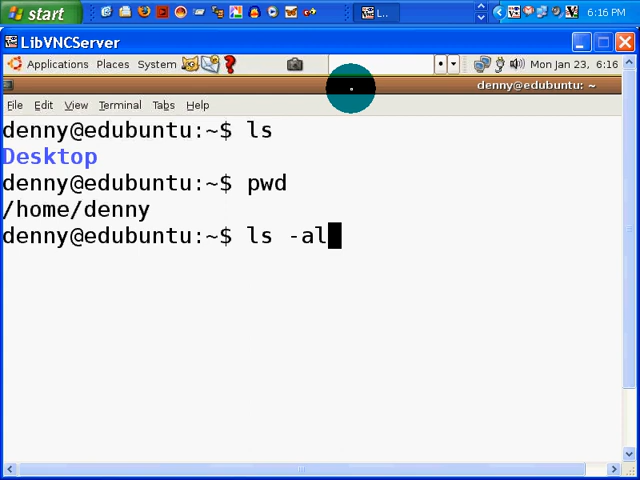 start
L...
6:16 PM
LibVNCServer
Applications Places System
Mon Jan 23, 6:16
denny@edubuntu: ~
File Edit View Terminal Tabs Help
denny@edubuntu:~$ ls
Desktop
denny@edubuntu:~$ pwd
/home/denny
denny@edubuntu:~$ ls -al